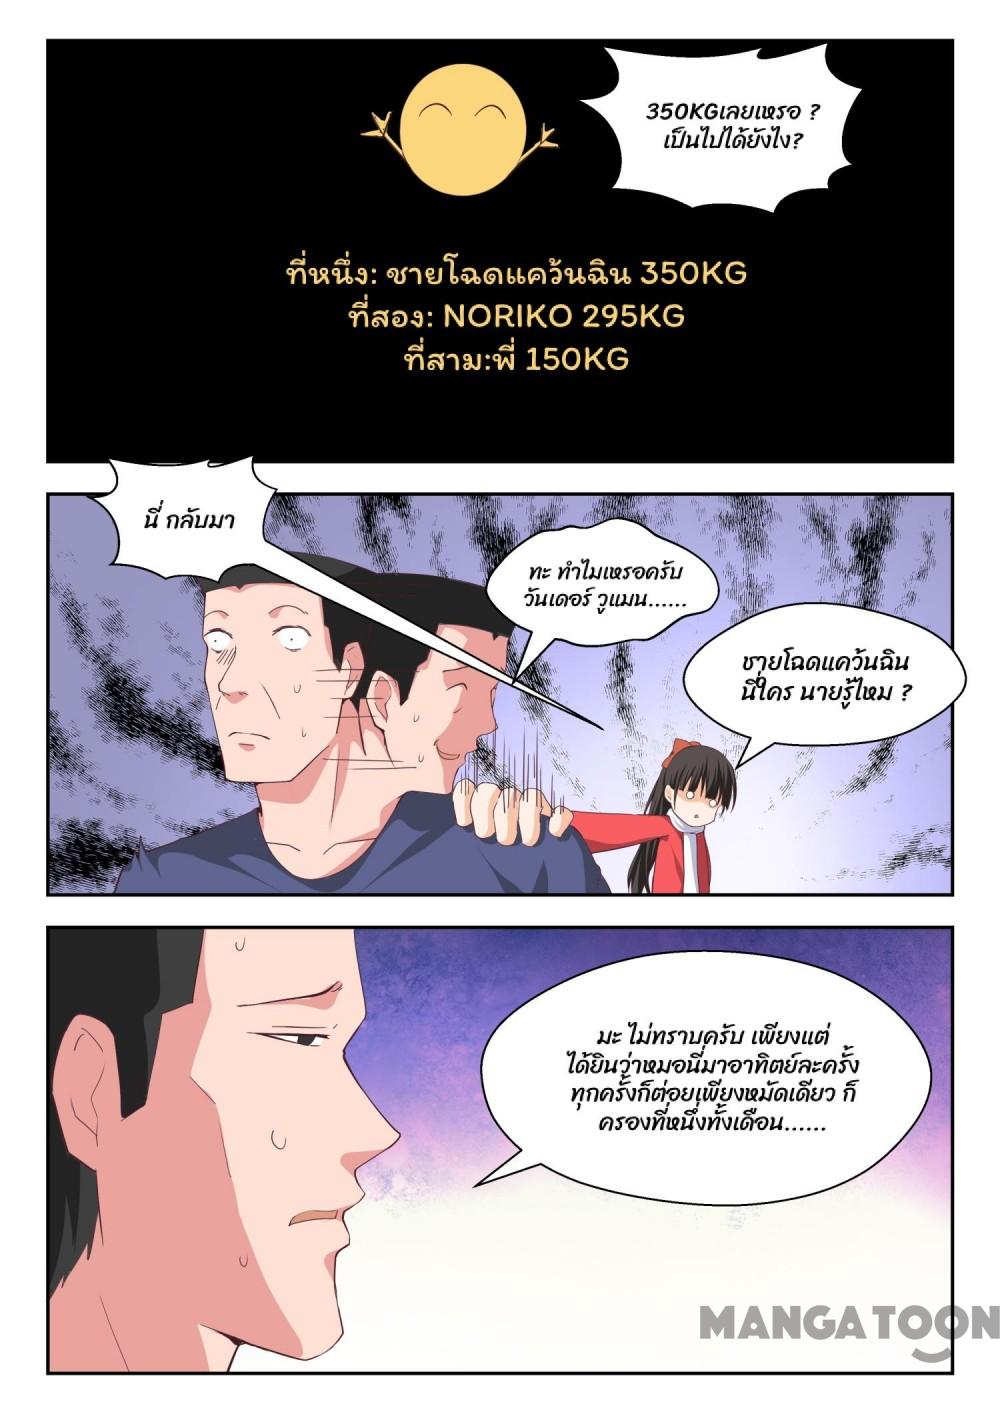 350KGเลยเหรอ ?
เป็นไปได้ยังไง?
ที่หนึ่ง: ชายโฉดแคว้นฉิน 350KG
ที่สอง: NORIKO 295KG
ที่สาม:พี่ 150KG
นี่ กลับมา
ทะ ทำไมเหรอครับ
วันเดอร์ วูแมน......
ชายโฉดแคว้นฉิน
นี่ใคร นายรู้ไหม ?
มะ ไม่ทราบครับ เพียงแต่
ได้ยินว่าหมอนี่มาอาทิตย์ละครั้ง
ทุกครั้งก็ต่อยเพียงหมัดเดียว ก็
ครองที่หนึ่งทั้งเดือน......
MANGATOON